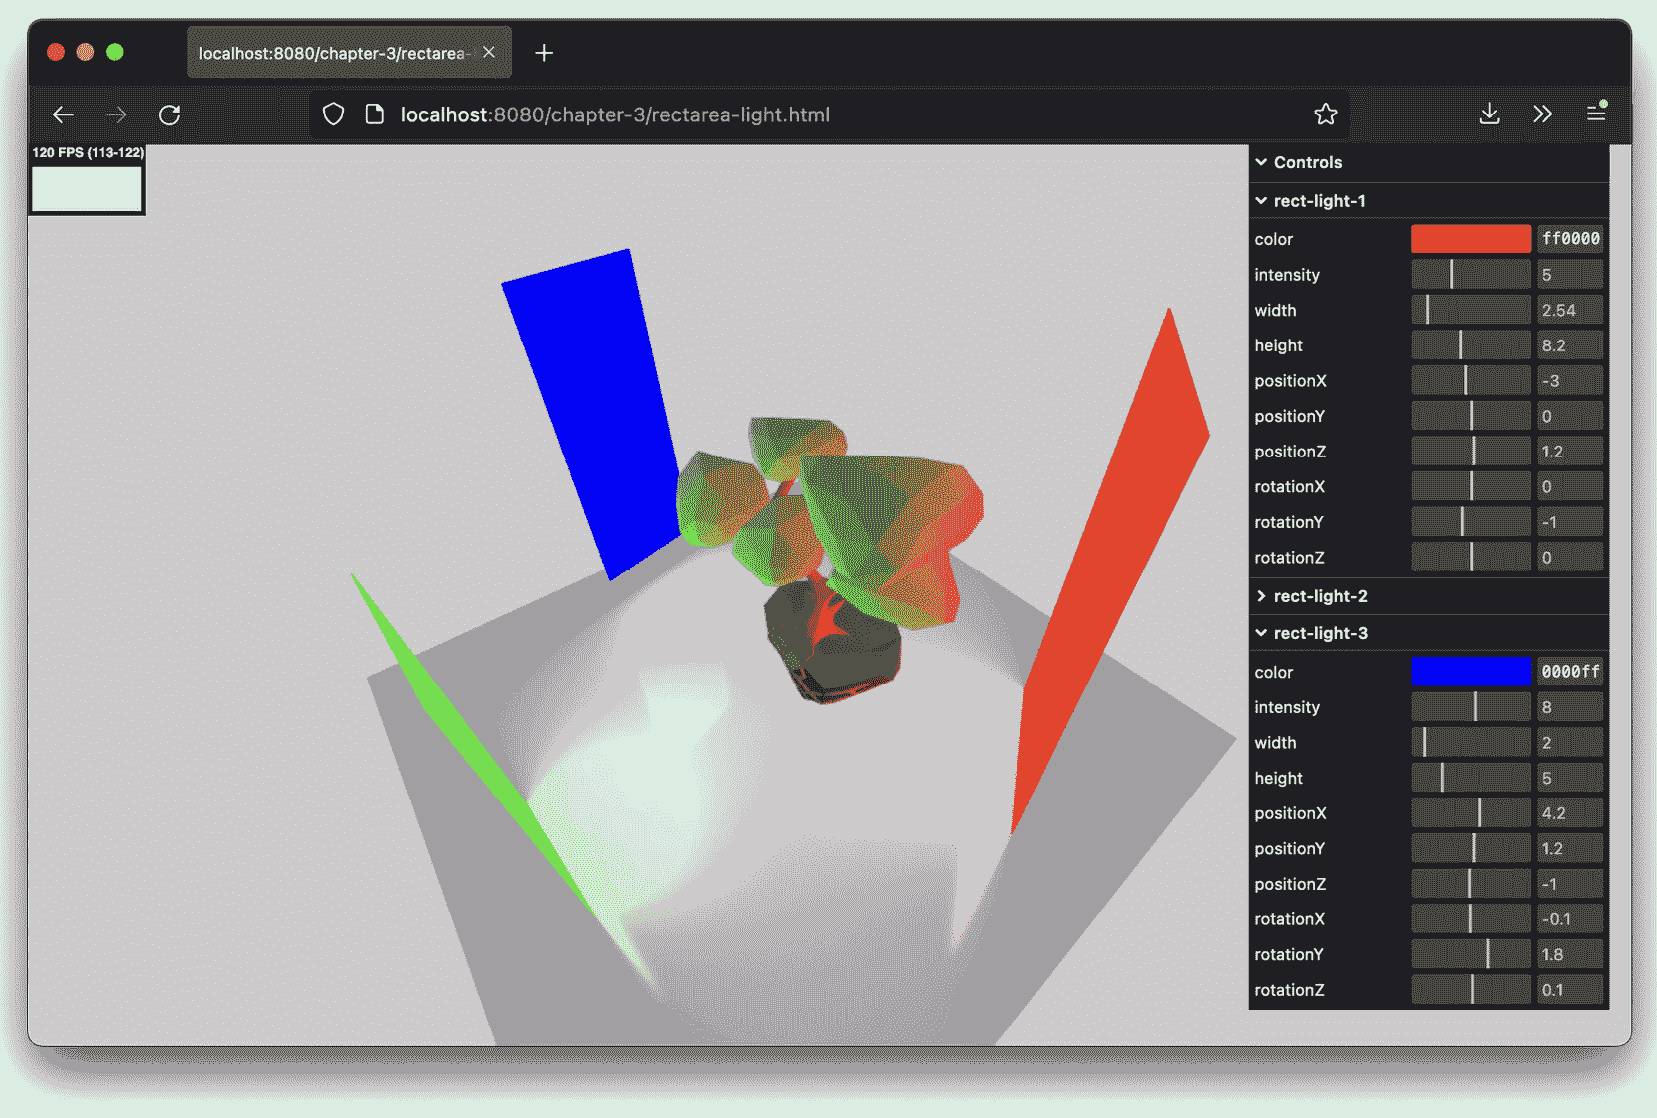 localhost:8080/chapter-3/rectarea-
localhost:8080/chapter-3/rectarea-light.html
120 FPS (113-122)
Controls
rect-light-1
color ff0000
intensity 5
width 2.54
height 8.2
positionX -3
positionY 0
positionZ 1.2
rotationX 0
rotationY -1
rotationZ 0
rect-light-2
rect-light-3
color 0000ff
intensity 8
width 2
height 5
positionX 4.2
positionY 1.2
positionZ -1
rotationX -0.1
rotationY 1.8
rotationZ 0.1